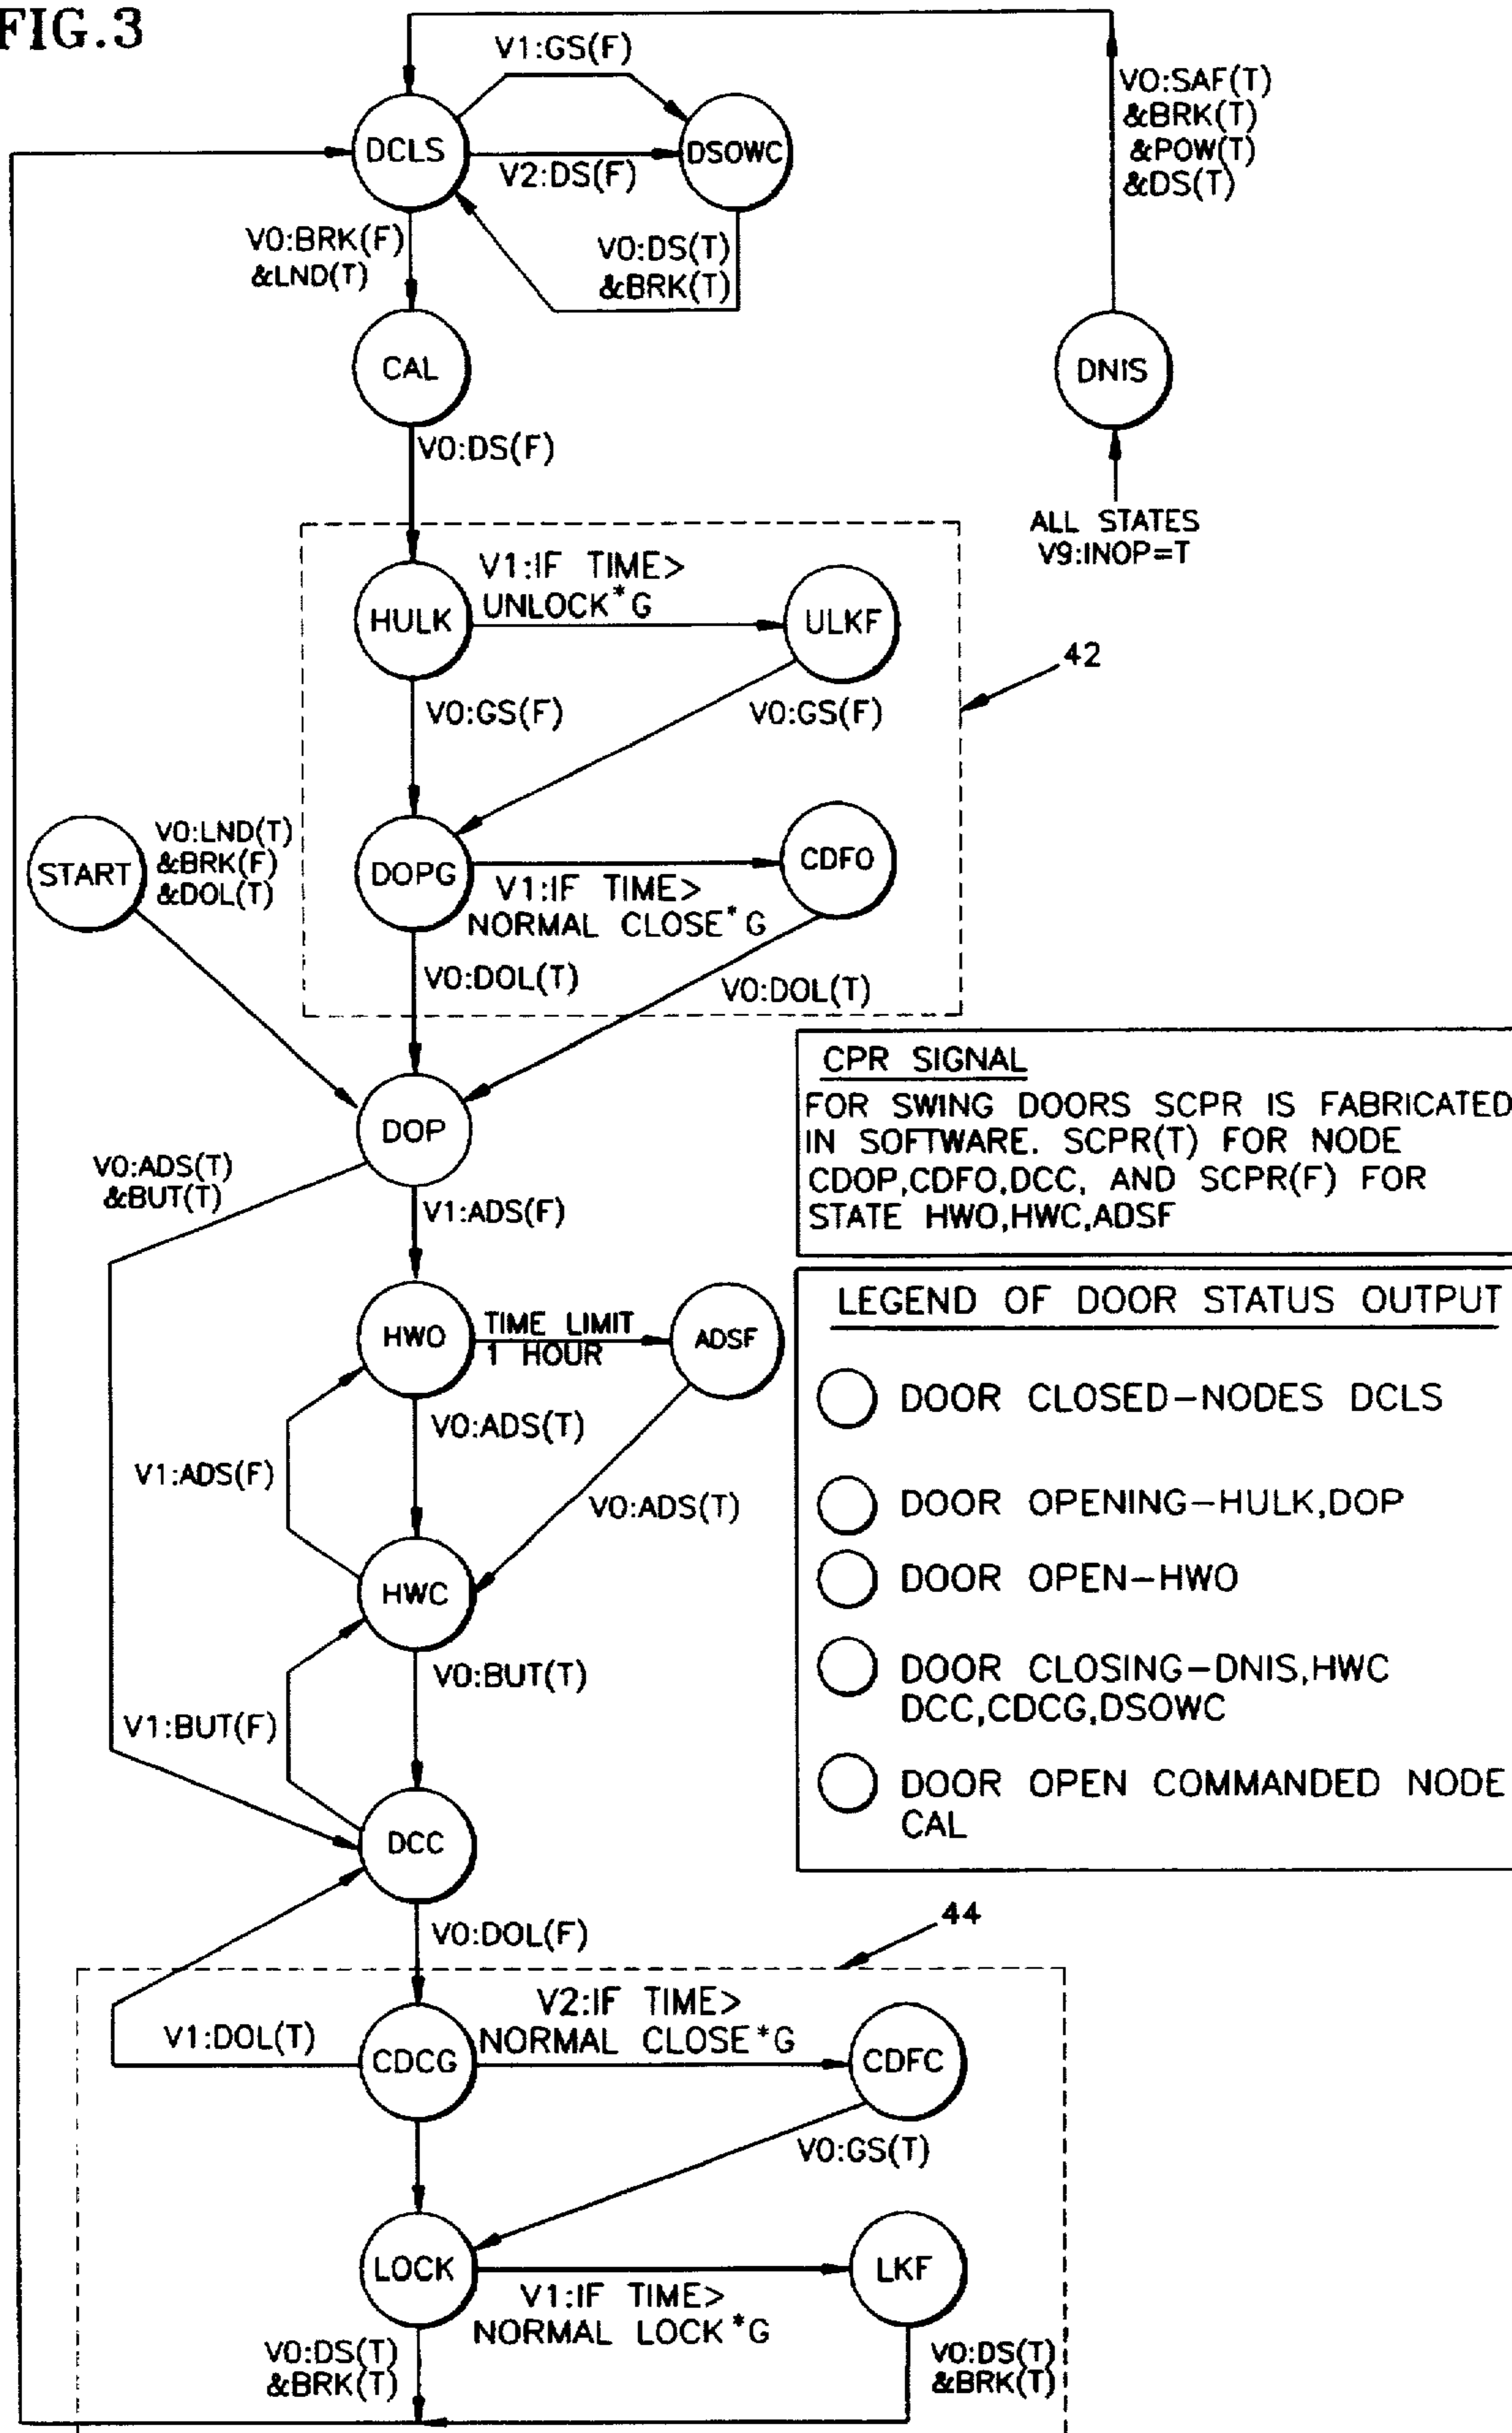 FIG.3
V1:GS(F)
DCLS
DSOWC
V2:DS(F)
V0:SAF(T)
&BRK(T)
&POW(T)
&DS(T)
V0:BRK(F)
&LND(T)
V0:DS(T)
&BRK(T)
CAL
DNIS
V0:DS(F)
ALL STATES
V9:INOP=T
V1:IF TIME>
UNLOCK*G
HULK
ULKF
42
V0:GS(F)
V0:GS(F)
START
V0:LND(T)
&BRK(F)
&DOL(T)
DOPG
CDFO
V1:IF TIME>
NORMAL CLOSE*G
V0:DOL(T)
V0:DOL(T)
CPR SIGNAL
FOR SWING DOORS SCPR IS FABRICATED
IN SOFTWARE. SCPR(T) FOR NODE
CDOP,CDFO,DCC, AND SCPR(F) FOR
STATE HWO,HWC,ADSF
DOP
V0:ADS(T)
&BUT(T)
V1:ADS(F)
HWO
TIME LIMIT
1 HOUR
ADSF
LEGEND OF DOOR STATUS OUTPUT
DOOR CLOSED-NODES DCLS
DOOR OPENING-HULK,DOP
DOOR OPEN-HWO
DOOR CLOSING-DNIS,HWC
DCC,CDCG,DSOWC
DOOR OPEN COMMANDED NODE
CAL
V0:ADS(T)
V1:ADS(F)
V0:ADS(T)
HWC
V0:BUT(T)
V1:BUT(F)
DCC
V0:DOL(F)
44
V1:DOL(T)
V2:IF TIME>
NORMAL CLOSE*G
CDCG
CDFC
V0:GS(T)
LOCK
LKF
V1:IF TIME>
NORMAL LOCK*G
V0:DS(T)
&BRK(T)
V0:DS(T)
&BRK(T)